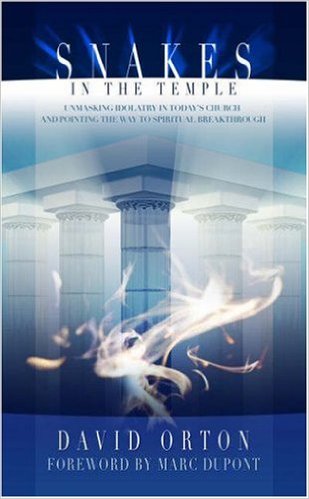 SNAKES
IN THE TEMPLE
UNMASKING IDOLATRY IN TODAY'S CHURCH
AND POINTING THE WAY TO SPIRITUAL BREAKTHROUGH
DAVID ORTON
FOREWORD BY MARC DUPONT